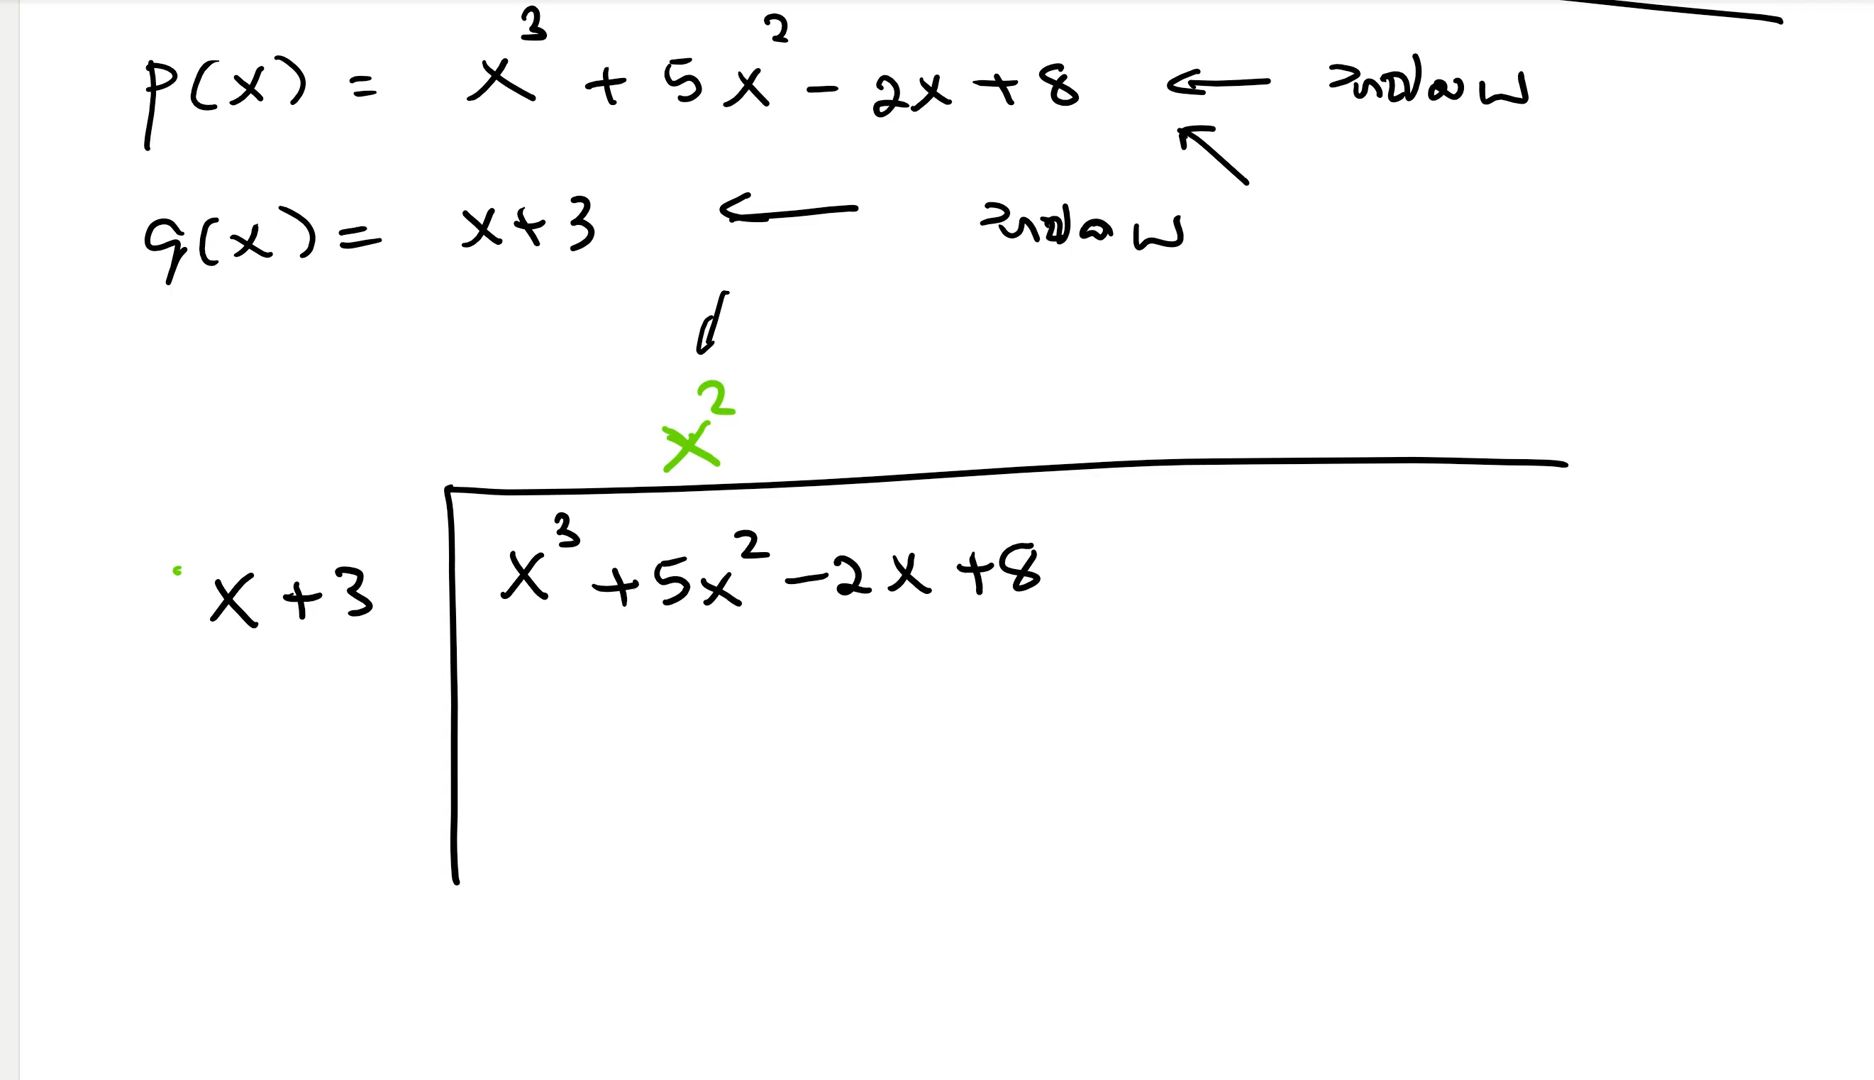 p(x) = x³ + 5x² - 2x + 8 ←
q(x) = x + 3 ←
x²
x + 3 x³ + 5x² - 2x + 8